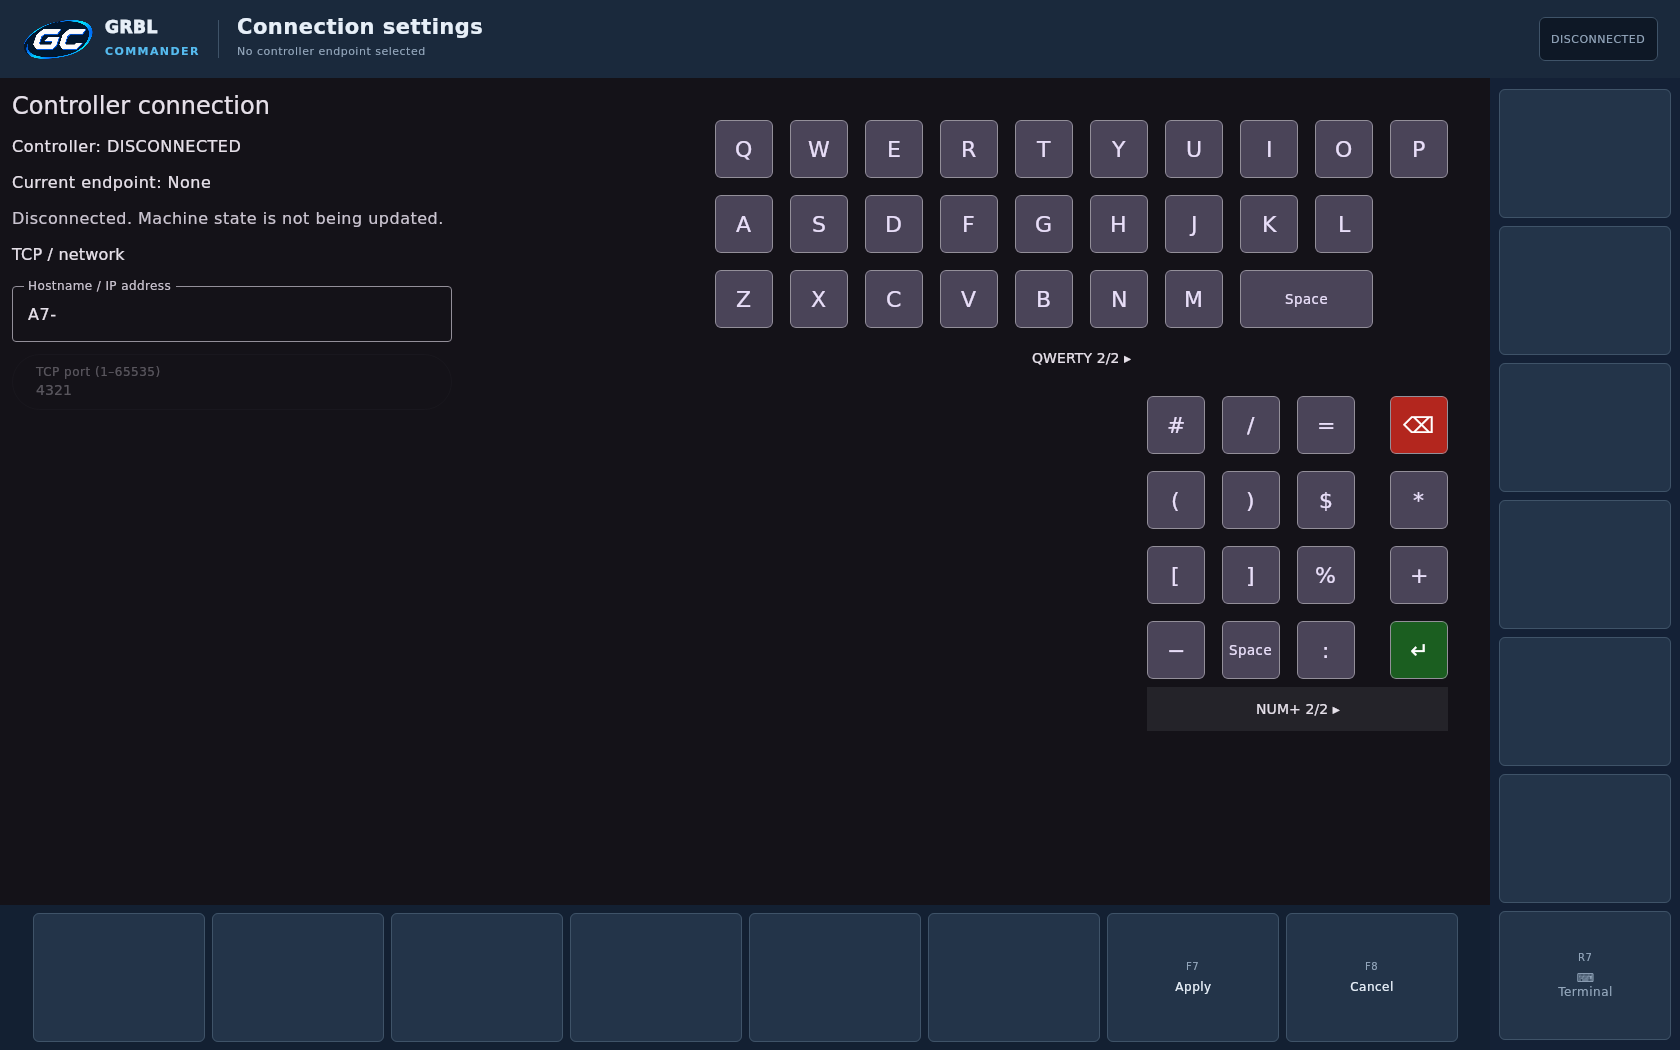 GC
GRBL
COMMANDER
Connection settings
No controller endpoint selected
DISCONNECTED
Controller connection
Controller: DISCONNECTED
Current endpoint: None
Disconnected. Machine state is not being updated.
TCP / network
Hostname / IP address
A7-
TCP port (1–65535)
4321
Q W E R T Y U I O P
A S D F G H J K L
Z X C V B N M Space
QWERTY 2/2 ▸
# / = ⌫
( ) $ *
[ ] % +
− Space : ↵
NUM+ 2/2 ▸
F7
Apply
F8
Cancel
R7
⌨
Terminal